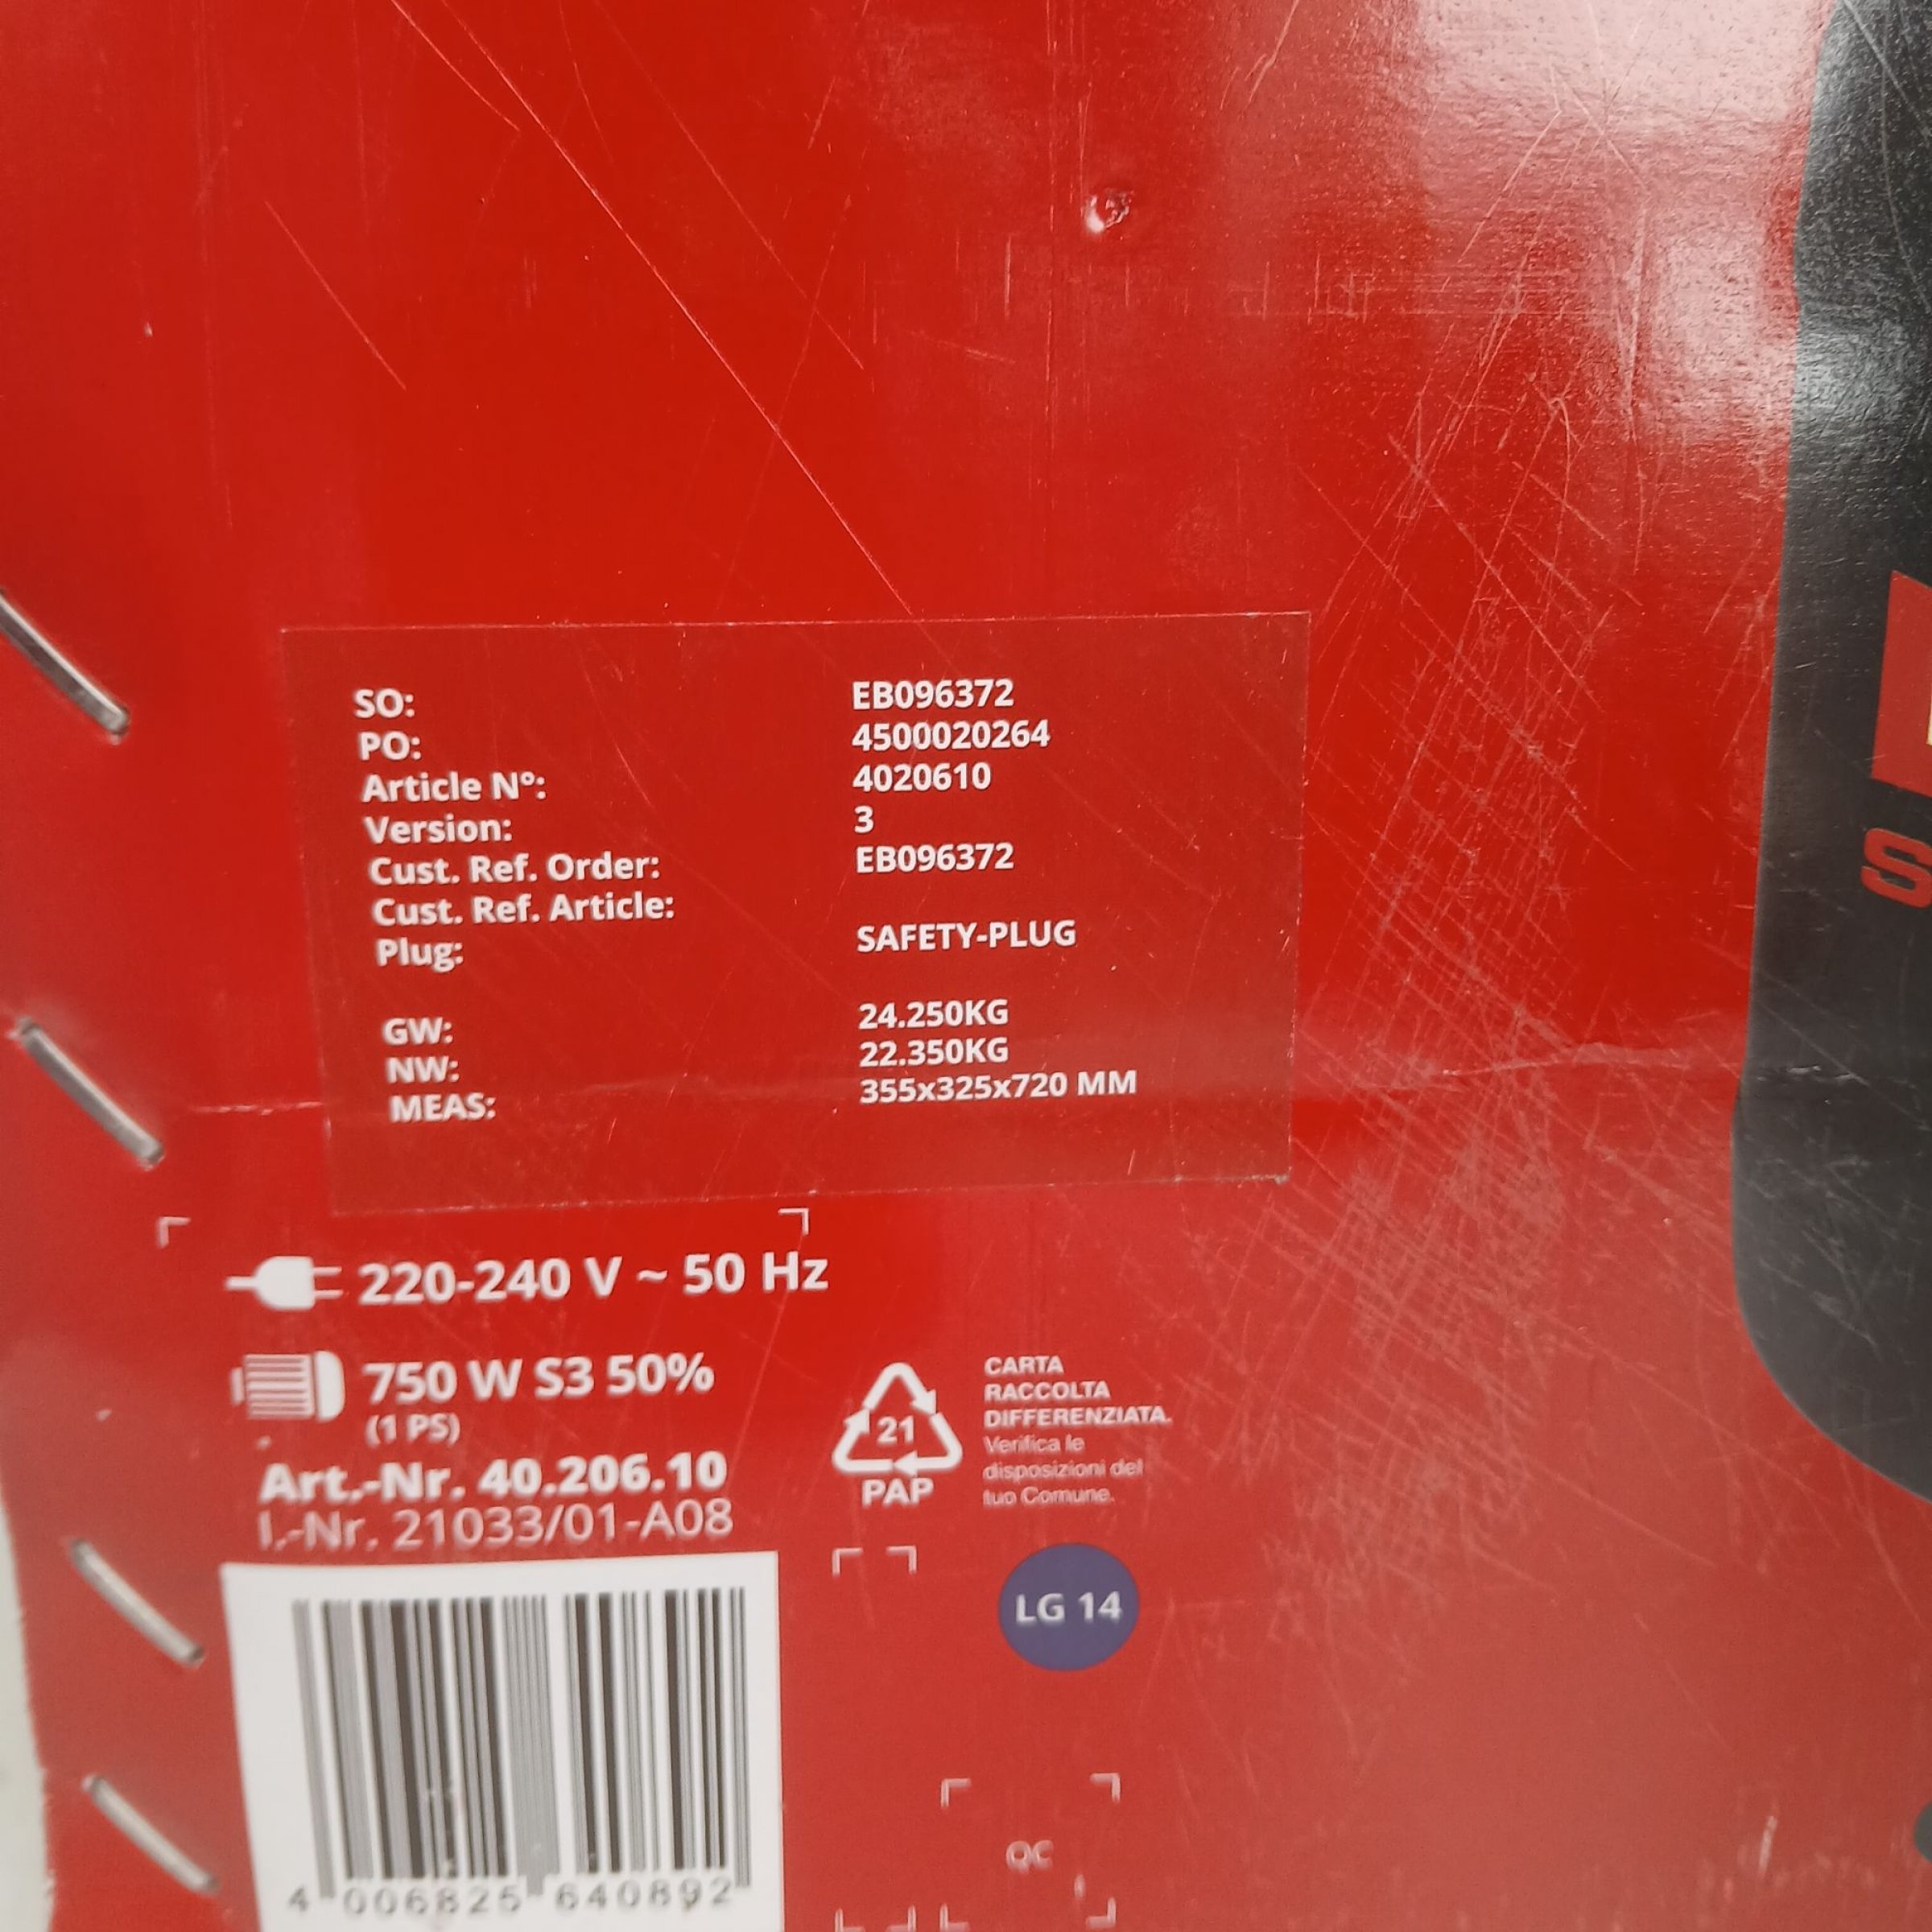 SO: EB096372
PO: 4500020264
Article Nº: 4020610
Version: 3
Cust. Ref. Order: EB096372
Cust. Ref. Article:
Plug: SAFETY-PLUG
GW: 24.250KG
NW: 22.350KG
MEAS: 355x325x720 MM
220-240 V ~ 50 Hz
750 W S3 50%
(1 PS)
Art.-Nr. 40.206.10
I.-Nr. 21033/01-A08
21
PAP
CARTA
RACCOLTA
DIFFERENZIATA.
Verifica le
disposizioni del
tuo Comune.
LG 14
4 006825 640892
QC
S